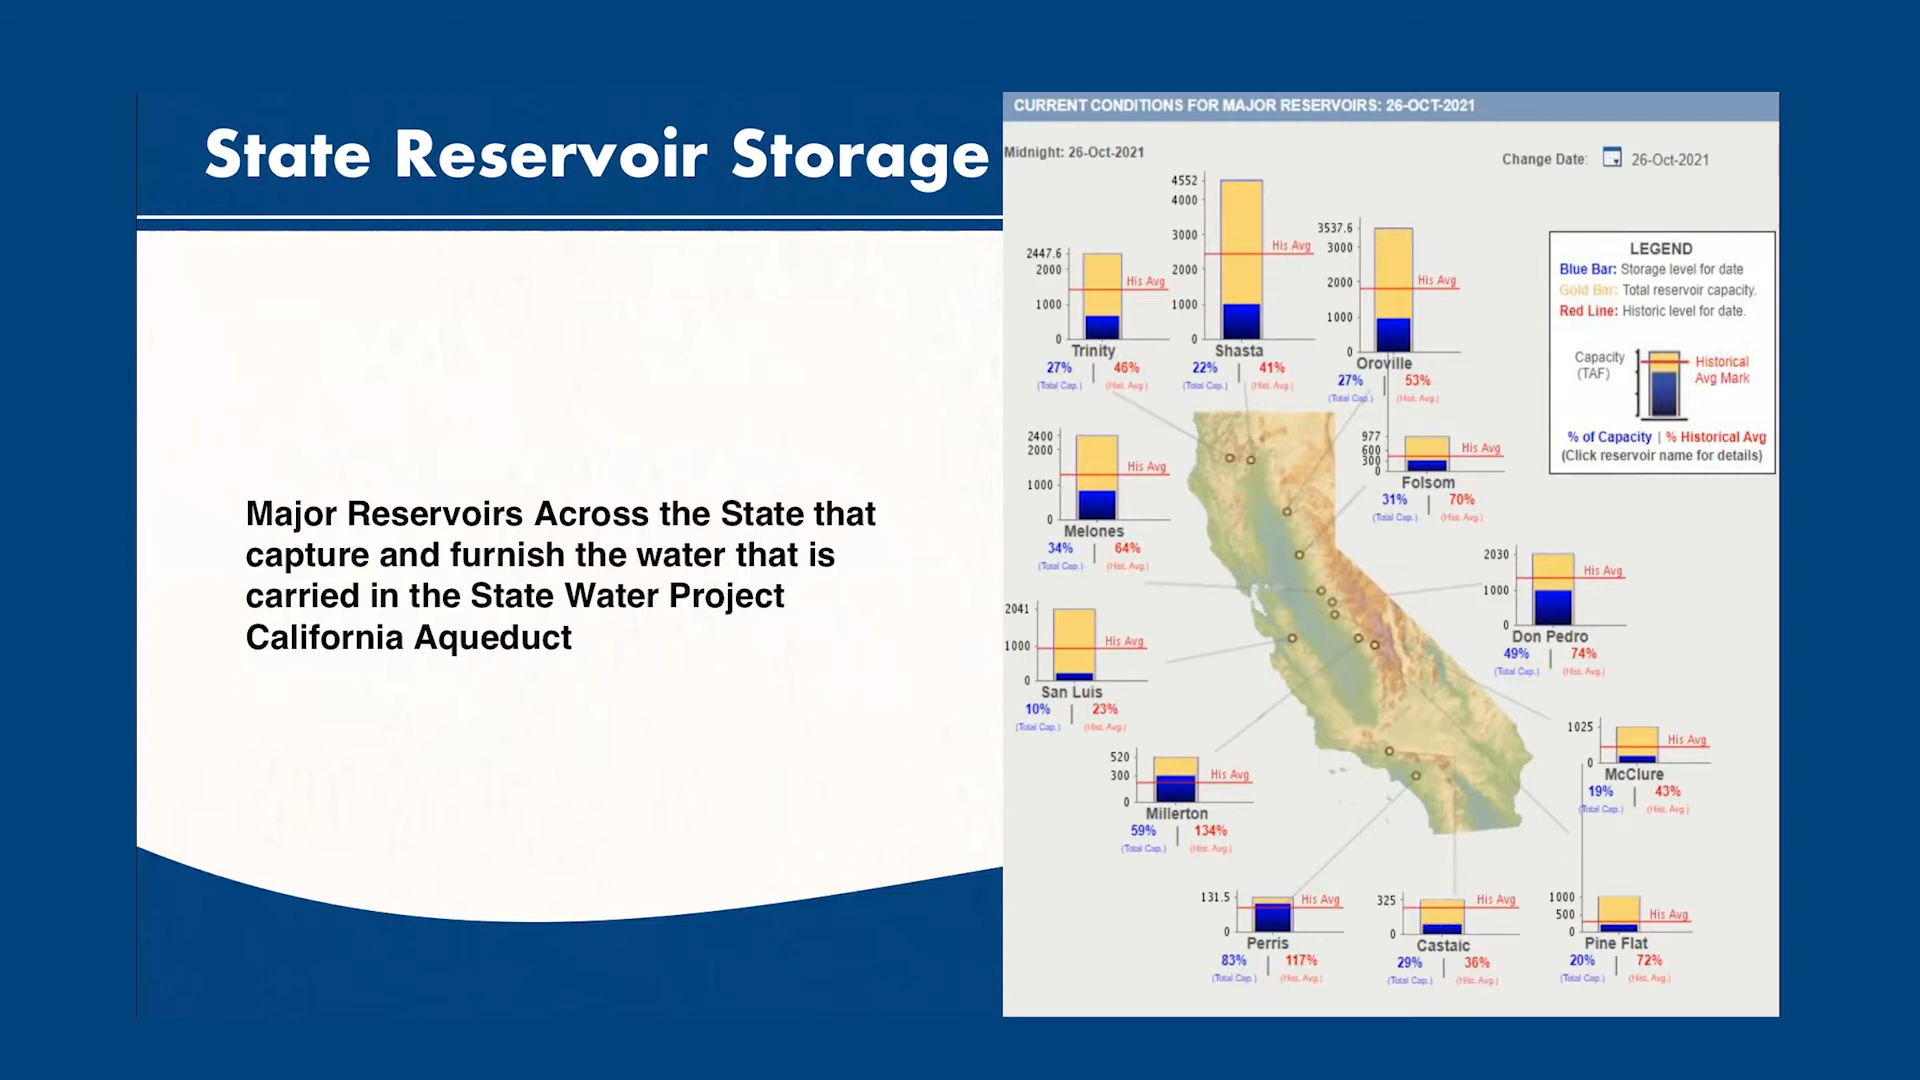 State Reservoir Storage
Major Reservoirs Across the State that
capture and furnish the water that is
carried in the State Water Project
California Aqueduct
CURRENT CONDITIONS FOR MAJOR RESERVOIRS: 26-OCT-2021
Midnight: 26-Oct-2021
Change Date: 26-Oct-2021
LEGEND
Blue Bar: Storage level for date
Gold Bar: Total reservoir capacity.
Red Line: Historic level for date.
Capacity
(TAF)
Historical
Avg Mark
% of Capacity | % Historical Avg
(Click reservoir name for details)
2447.6
2000
1000
0
His Avg
Trinity
27% | 46%
(Total Cap.) (Hist. Avg.)
4552
4000
3000
2000
1000
0
His Avg
Shasta
22% | 41%
(Total Cap.) (Hist. Avg.)
3537.6
3000
2000
1000
0
His Avg
Oroville
27% | 53%
(Total Cap.) (Hist. Avg.)
2400
2000
1000
0
His Avg
Melones
34% | 64%
(Total Cap.) (Hist. Avg.)
977
600
300
0
His Avg
Folsom
31% | 70%
(Total Cap.) (Hist. Avg.)
2030
1000
0
His Avg
Don Pedro
49% | 74%
(Total Cap.) (Hist. Avg.)
2041
1000
0
His Avg
San Luis
10% | 23%
(Total Cap.) (Hist. Avg.)
1025
0
His Avg
McClure
19% | 43%
(Total Cap.) (Hist. Avg.)
520
300
0
His Avg
Millerton
59% | 134%
(Total Cap.) (Hist. Avg.)
131.5
0
His Avg
Perris
83% | 117%
(Total Cap.) (Hist. Avg.)
325
0
His Avg
Castaic
29% | 36%
(Total Cap.) (Hist. Avg.)
1000
500
0
His Avg
Pine Flat
20% | 72%
(Total Cap.) (Hist. Avg.)